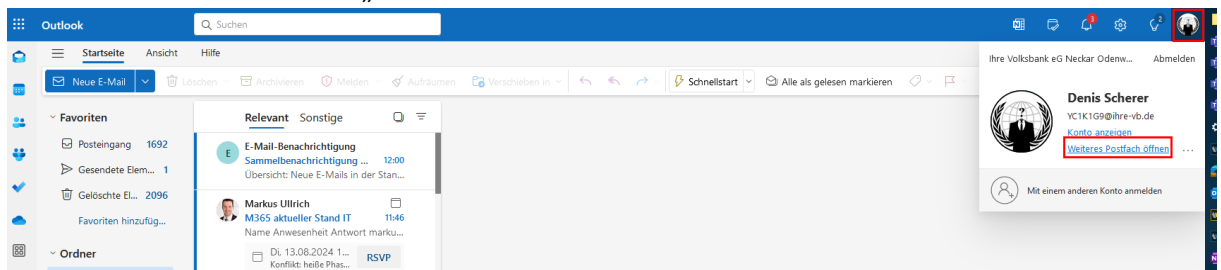 Outlook
Suchen
3
2
Startseite Ansicht Hilfe
Ihre Volksbank eG Neckar Odenw... Abmelden
Neue E-Mail Löschen Archivieren Melden Aufräumen Verschieben in Schnellstart Alle als gelesen markieren
Favoriten
Posteingang 1692
Gesendete Elem... 1
Gelöschte El... 2096
Favoriten hinzufüg...
Ordner
Relevant Sonstige
E
E-Mail-Benachrichtigung
Sammelbenachrichtigung ... 12:00
Übersicht: Neue E-Mails in der Stan...
Markus Ullrich
M365 aktueller Stand IT 11:46
Name Anwesenheit Antwort marku...
Di, 13.08.2024 1...
Konflikt: heiße Phas...
RSVP
Denis Scherer
YC1K1G9@ihre-vb.de
Konto anzeigen
Weiteres Postfach öffnen ...
Mit einem anderen Konto anmelden